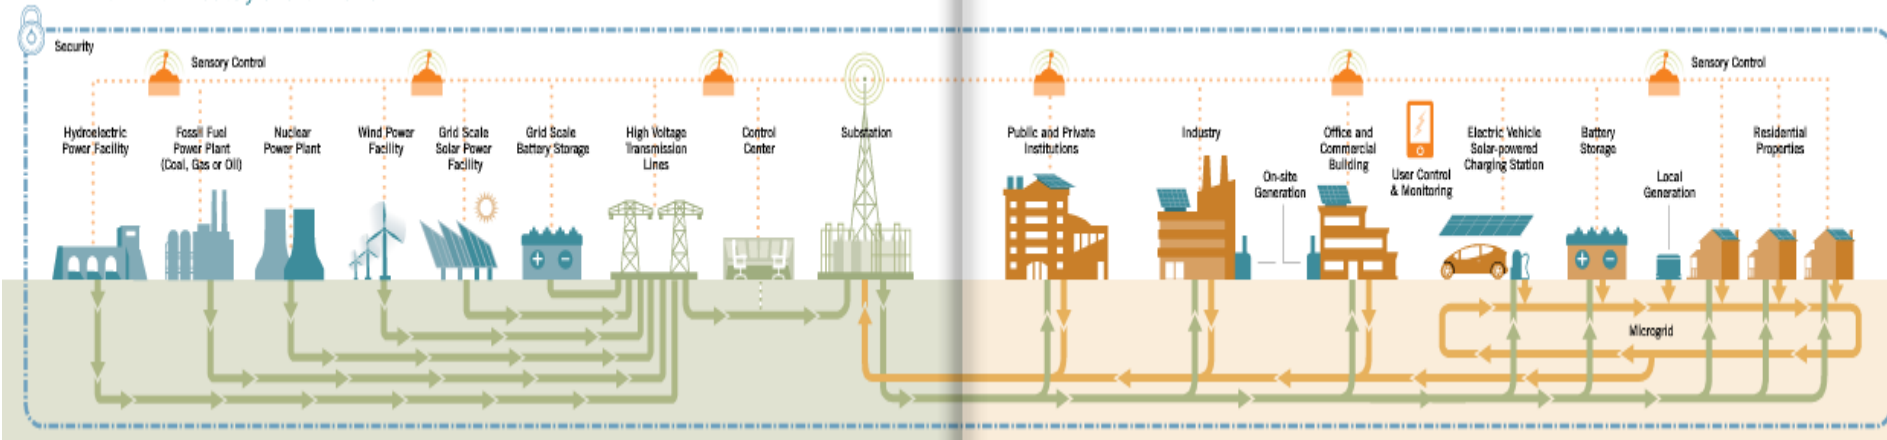 Security
Sensory Control
Sensory Control
Hydroelectric
Power Facility
Fossil Fuel
Power Plant
(Coal, Gas or Oil)
Nuclear
Power Plant
Wind Power
Facility
Grid Scale
Solar Power
Facility
Grid Scale
Battery Storage
High Voltage
Transmission
Lines
Control
Center
Substation
Public and Private
Institutions
Industry
On-site
Generation
Office and
Commercial
Building
User Control
& Monitoring
Electric Vehicle
Solar-powered
Charging Station
Battery
Storage
Local
Generation
Residential
Properties
Microgrid